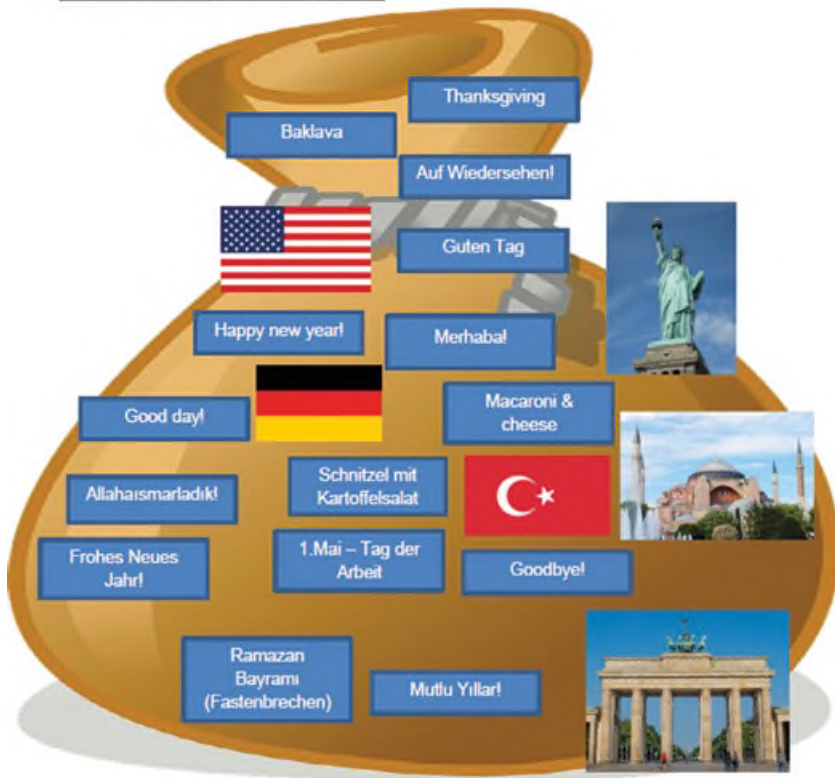 Thanksgiving
Baklava
Auf Wiedersehen!
Guten Tag
Happy new year!
Merhaba!
Good day!
Macaroni &
cheese
Allahaısmarladık!
Schnitzel mit
Kartoffelsalat
Frohes Neues
Jahr!
1.Mai – Tag der
Arbeit
Goodbye!
Ramazan
Bayramı
(Fastenbrechen)
Mutlu Yıllar!